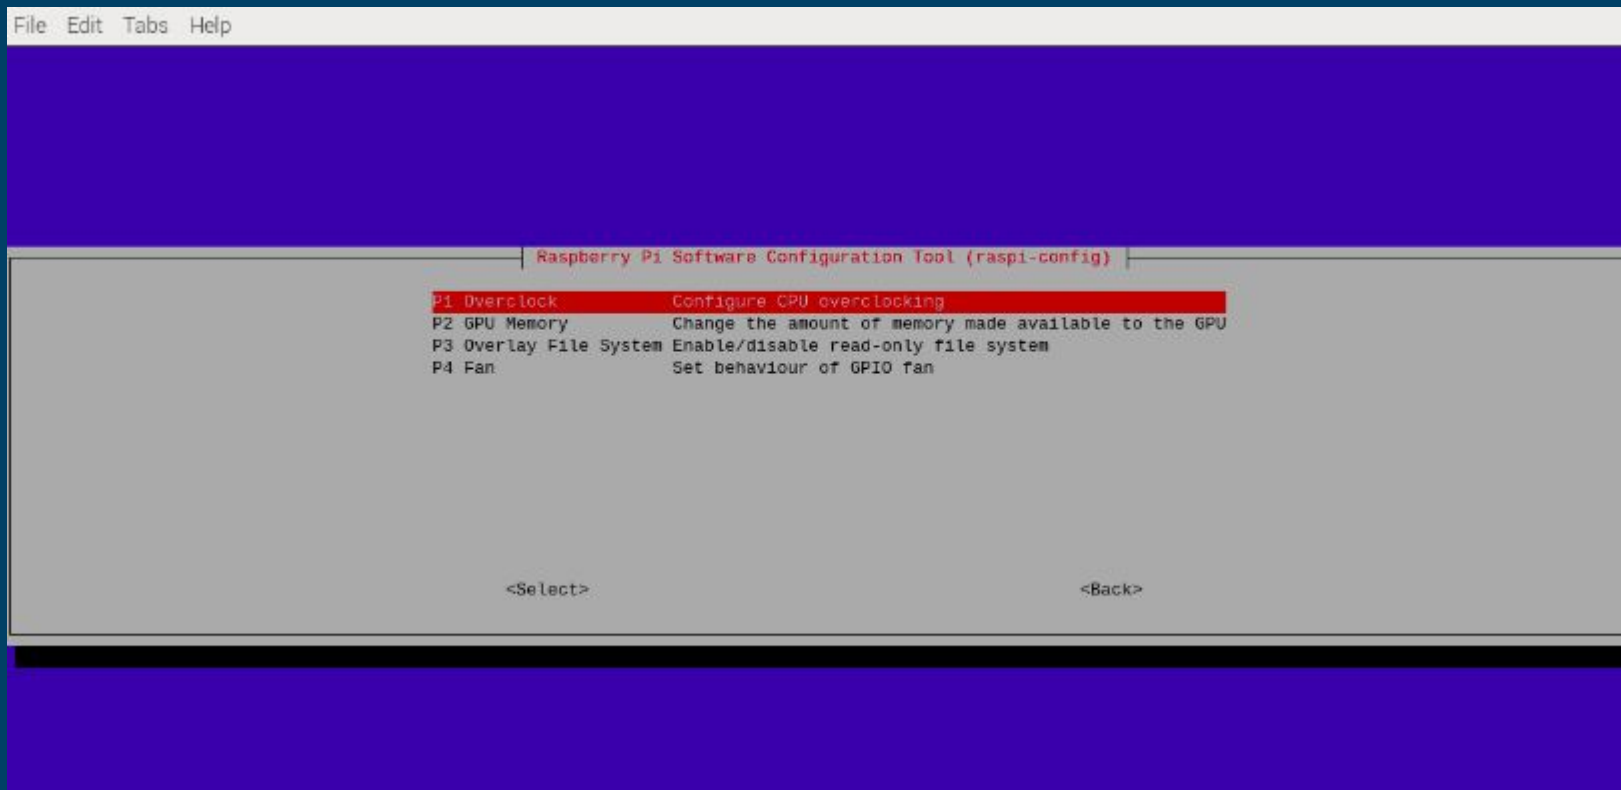 File Edit Tabs Help
Raspberry Pi Software Configuration Tool (raspi-config)
P1 Overclock Configure CPU overclocking
P2 GPU Memory Change the amount of memory made available to the GPU
P3 Overlay File System Enable/disable read-only file system
P4 Fan Set behaviour of GPIO fan
<Select> <Back>